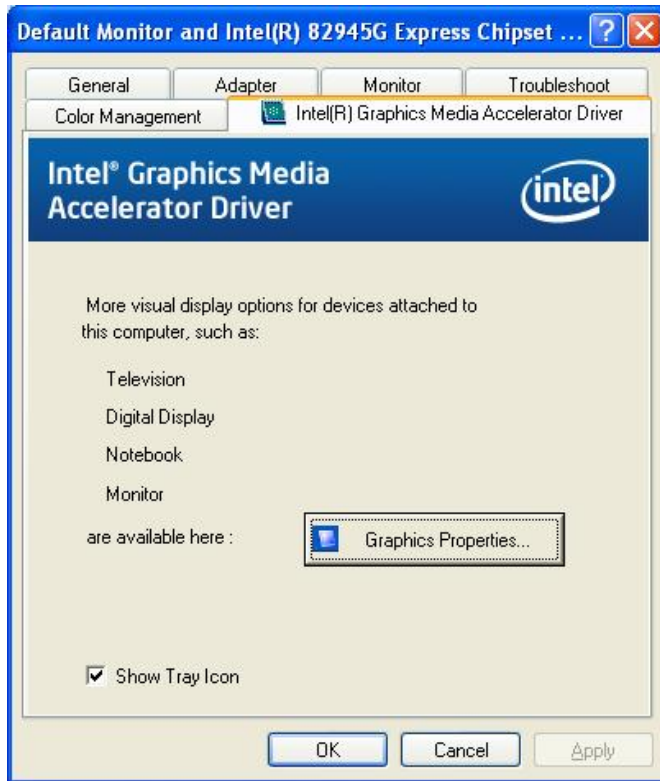 Default Monitor and Intel(R) 82945G Express Chipset ...
General Adapter Monitor Troubleshoot
Color Management Intel(R) Graphics Media Accelerator Driver
Intel® Graphics Media
Accelerator Driver
intel
More visual display options for devices attached to
this computer, such as:
Television
Digital Display
Notebook
Monitor
are available here :
Graphics Properties...
Show Tray Icon
OK Cancel Apply